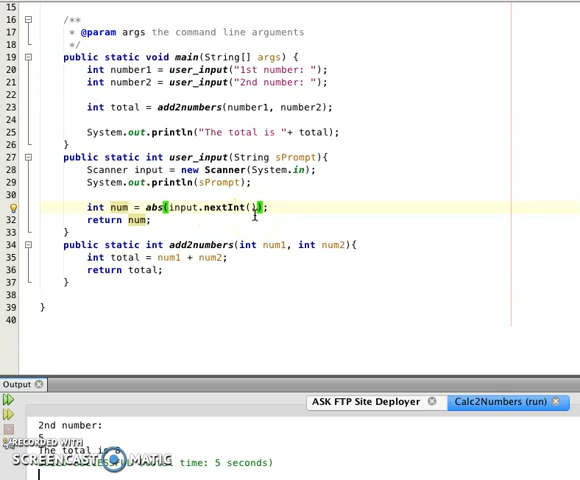 15
16 /**
17 * @param args the command line arguments
18 */
19 public static void main(String[] args) {
20 int number1 = user_input("1st number: ");
21 int number2 = user_input("2nd number: ");
22
23 int total = add2numbers(number1, number2);
24
25 System.out.println("The total is "+ total);
26 }
27 public static int user_input(String sPrompt){
28 Scanner input = new Scanner(System.in);
29 System.out.println(sPrompt);
30
int num = abs(input.nextInt());
32 return num;
33 }
34 public static int add2numbers(int num1, int num2){
35 int total = num1 + num2;
36 return total;
37 }
38
39 }
40
Output
ASK FTP Site Deployer Calc2Numbers (run)
2nd number:
The total is 8
RECORDED WITH
SCREENCAST MATIC
time: 5 seconds)